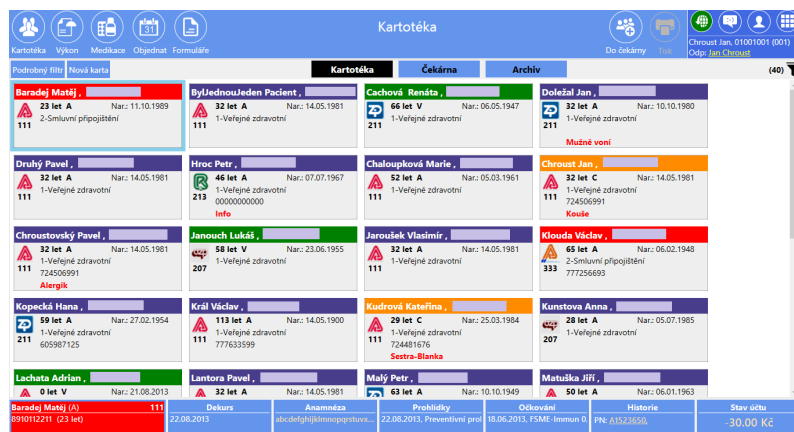 Kartotéka
Kartotéka Výkon Medikace Objednat Formuláře
31
Do čekárny Tisk
Chroust Jan, 01001001 (001)
Odp: Jan Chroust
Podrobný filtr Nová karta
Kartotéka Čekárna Archiv
(40)
Baradej Matěj ,
23 let A Nar.: 11.10.1989
2-Smluvní připojištění
111
BylJednouJeden Pacient ,
32 let A Nar.: 14.05.1981
1-Veřejné zdravotní
111
Cachová Renáta ,
66 let V Nar.: 06.05.1947
1-Veřejné zdravotní
211
Doležal Jan ,
32 let A Nar.: 10.10.1980
1-Veřejné zdravotní
211
Mužně voní
Druhý Pavel ,
32 let A Nar.: 14.05.1981
1-Veřejné zdravotní
111
Hroc Petr ,
46 let A Nar.: 07.07.1967
1-Veřejné zdravotní
213 00000000000
Info
Chaloupková Marie ,
52 let A Nar.: 05.03.1961
1-Veřejné zdravotní
111
Chroust Jan ,
32 let C Nar.: 14.05.1981
1-Veřejné zdravotní
111 724506991
Kouše
Chroustovský Pavel ,
32 let A Nar.: 14.05.1981
1-Veřejné zdravotní
111 724506991
Alergik
Janouch Lukáš ,
58 let V Nar.: 23.06.1955
1-Veřejné zdravotní
207
Jaroušek Vlasimír ,
32 let A Nar.: 14.05.1981
1-Veřejné zdravotní
111
Klouda Václav ,
65 let A Nar.: 06.02.1948
2-Smluvní připojištění
333 777256693
Kopecká Hana ,
59 let A Nar.: 27.02.1954
1-Veřejné zdravotní
211 605987125
Král Václav ,
113 let A Nar.: 14.05.1900
1-Veřejné zdravotní
111 777633599
Kudrová Kateřina ,
29 let C Nar.: 25.03.1984
1-Veřejné zdravotní
111 724481676
Sestra-Blanka
Kunstova Anna ,
28 let A Nar.: 05.07.1985
1-Veřejné zdravotní
207
Lachata Adrian ,
0 let V Nar.: 21.08.2013
Lantora Pavel ,
32 let A Nar.: 14.05.1981
Malý Petr ,
63 let A Nar.: 10.10.1949
Matuška Jiří ,
50 let A Nar.: 06.01.1963
Baradej Matěj (A) 111
8910112211 (23 let)
Dekurs
22.08.2013
Anamnéza
abcdefghijklmnopqrstuvx...
Prohlídky
22.08.2013, Preventivní prol
Očkování
18.06.2013, FSME-Immun 0,
Historie
PN: A1523650,
Stav účtu
-30.00 Kč